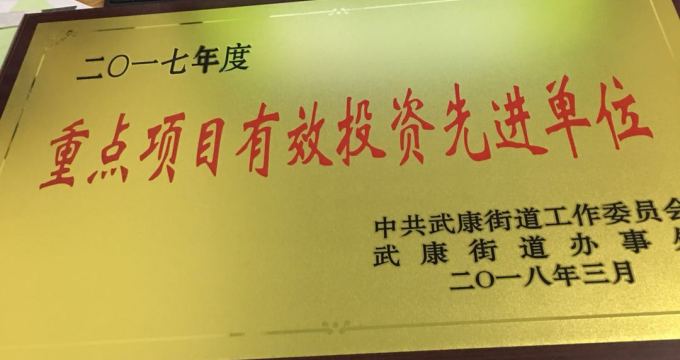 二〇一七年度
重点项目有效投资先进单位
中共武康街道工作委员会
武康街道办事处
二〇一八年三月